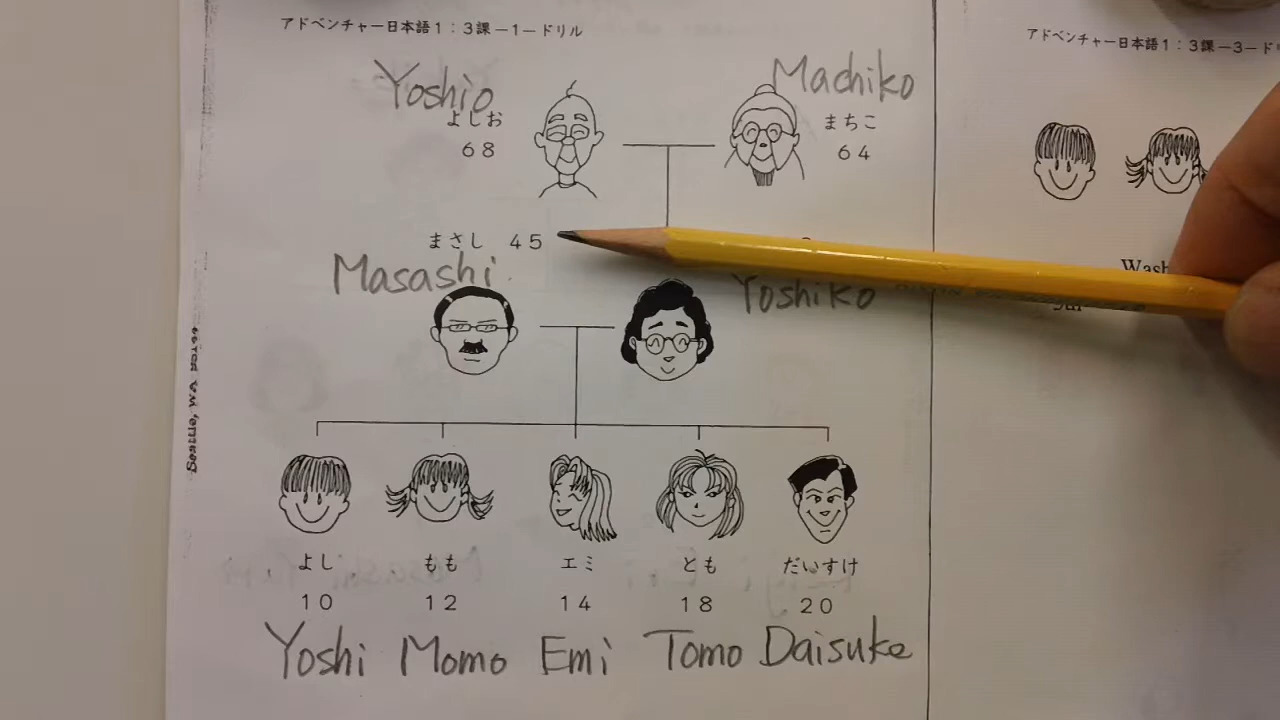 アドベンチャー日本語1:3課ー1ードリル
アドベンチャー日本語1:3課ー3ード
Yoshio
Machiko
よしお
まちこ
68
64
まさし 45
Masashi
Yoshiko
Wash
よし もも エミ とも だいすけ
10 12 14 18 20
Yoshi Momo Emi Tomo Daisuke